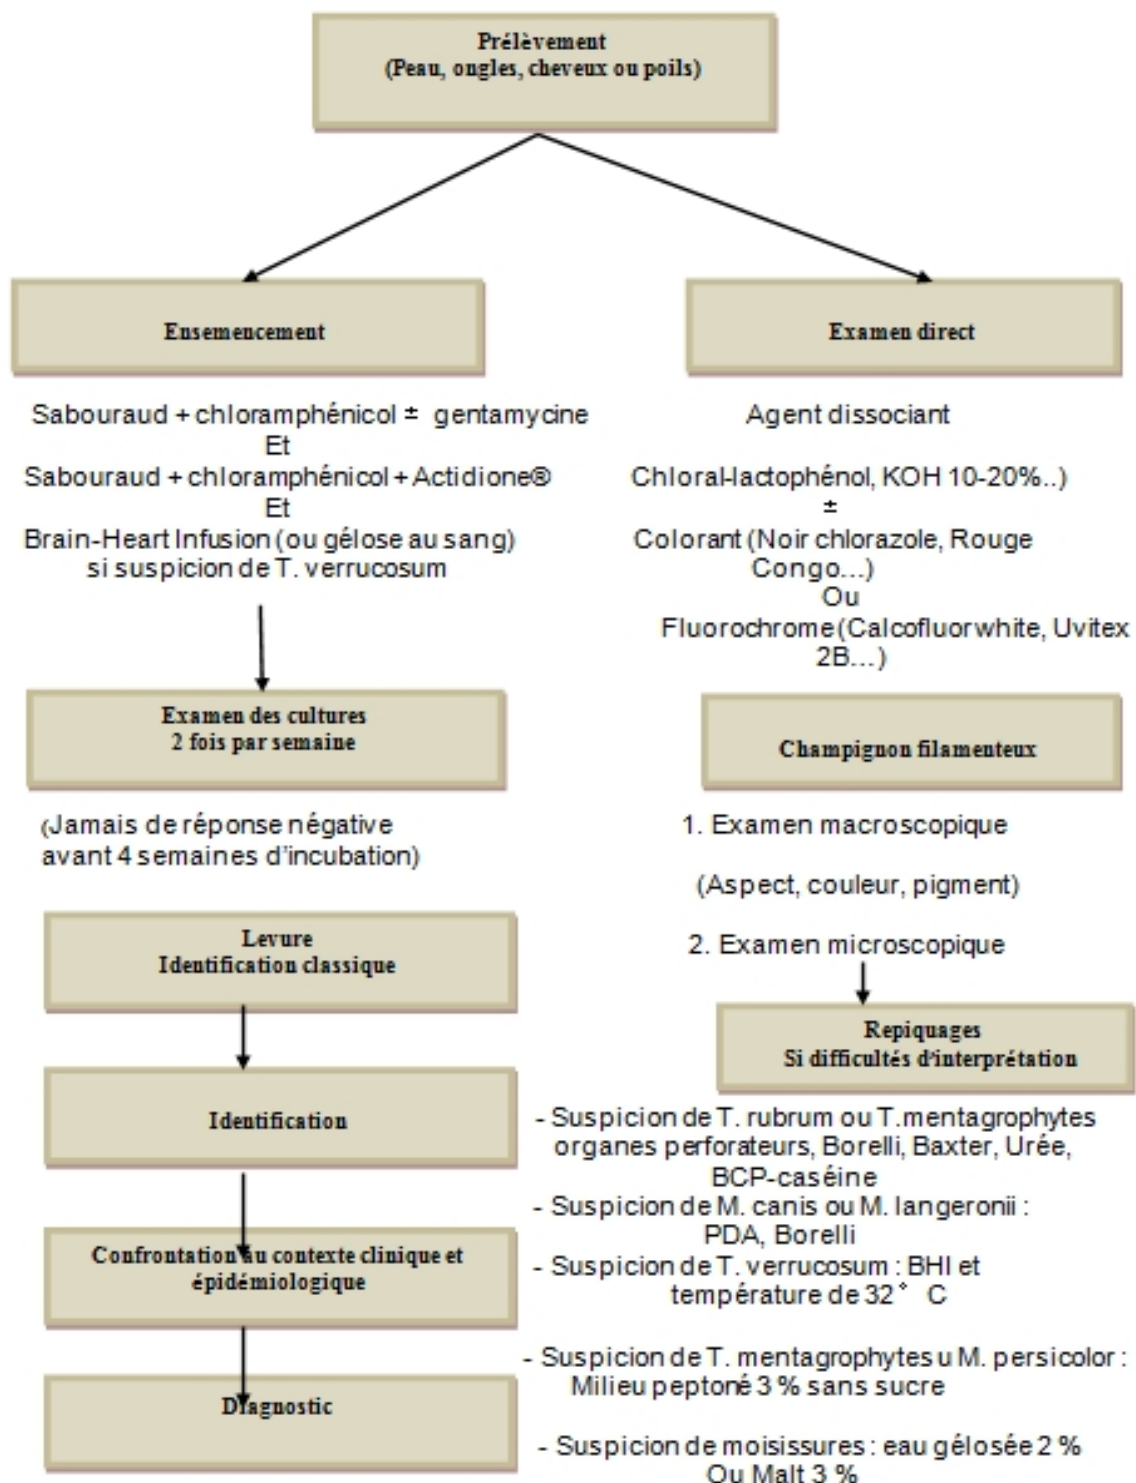 Prélèvement
(Peau, ongles, cheveux ou poils)
Ensemencement
Sabouraud + chloramphénicol ± gentamycine
Et
Sabouraud + chloramphénicol + Actidione®
Et
Brain-Heart Infusion (ou gélose au sang)
si suspicion de T. verrucosum
Examen des cultures
2 fois par semaine
(Jamais de réponse négative
avant 4 semaines d'incubation)
Levure
Identification classique
Identification
Confrontation au contexte clinique et
épidémiologique
Diagnostic
Examen direct
Agent dissociant
Chloral-lactophénol, KOH 10-20%..)
±
Colorant (Noir chlorazole, Rouge
Congo...)
Ou
Fluorochrome (Calcofluor white, Uvitex
2B...)
Champignon filamenteux
1. Examen macroscopique
(Aspect, couleur, pigment)
2. Examen microscopique
Repiquages
Si difficultés d'interprétation
- Suspicion de T. rubrum ou T.mentagrophytes
organes perforateurs, Borelli, Baxter, Urée,
BCP-caséine
- Suspicion de M. canis ou M. langeronii :
PDA, Borelli
- Suspicion de T. verrucosum : BHI et
température de 32° C
- Suspicion de T. mentagrophytes u M. persicolor :
Milieu peptoné 3 % sans sucre
- Suspicion de moisissures : eau gélosée 2 %
Ou Malt 3 %